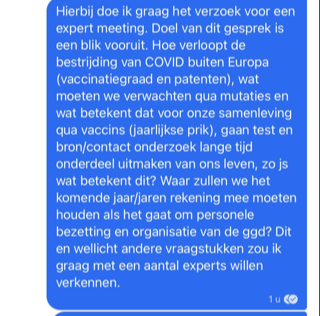 Hierbij doe ik graag het verzoek voor een
expert meeting. Doel van dit gesprek is
een blik vooruit. Hoe verloopt de
bestrijding van COVID buiten Europa
(vaccinatiegraad en patenten), wat
moeten we verwachten qua mutaties en
wat betekent dat voor onze samenleving
qua vaccins (jaarlijkse prik), gaan test en
bron/contact onderzoek lange tijd
onderdeel uitmaken van ons leven, zo js
wat betekent dit? Waar zullen we het
komende jaar/jaren rekening mee moeten
houden als het gaat om personele
bezetting en organisatie van de ggd? Dit
en wellicht andere vraagstukken zou ik
graag met een aantal experts willen
verkennen.
1 u